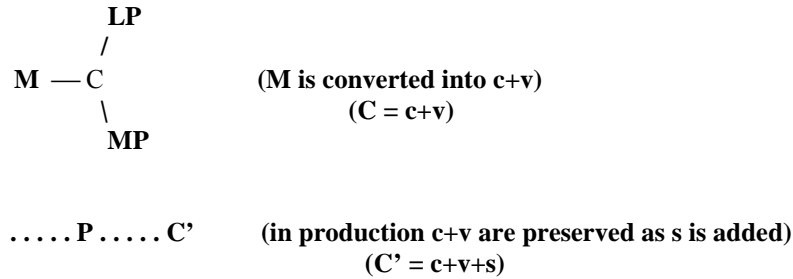 LP
/
M — C (M is converted into c+v)
\ (C = c+v)
MP
. . . . . P . . . . . C’ (in production c+v are preserved as s is added)
(C’ = c+v+s)